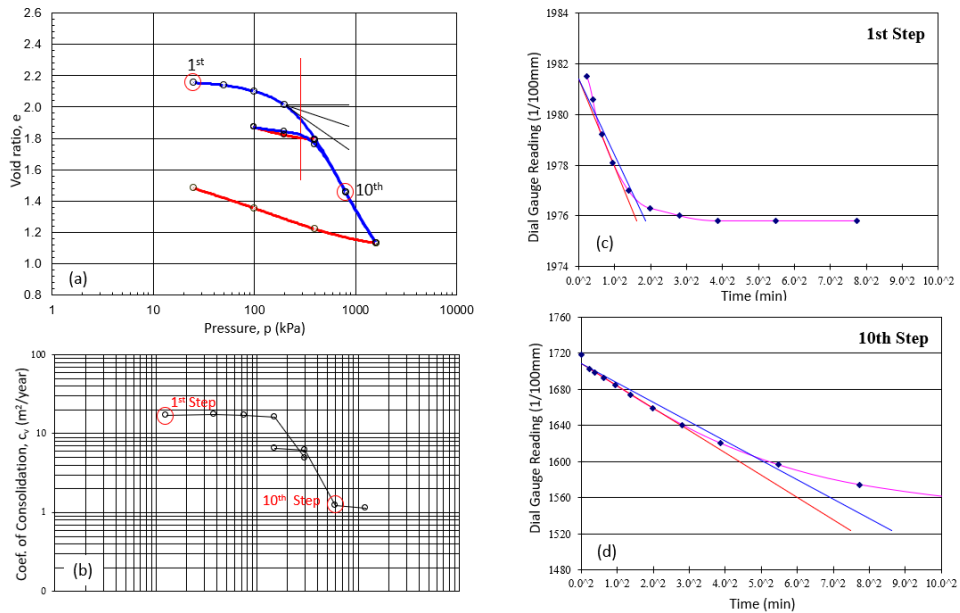 2.6
2.4
2.2
2.0
1.8
1.6
1.4
1.2
1.0
0.8
Void ratio, e
1st
10th
(a)
1
10
100
1000
10000
Pressure, p (kPa)
100
10
1
0
Coef. of Consolidation, cv (m2/year)
1st Step
10th Step
(b)
1984
1982
1980
1978
1976
1974
Dial Gauge Reading (1/100mm)
1st Step
(c)
0.0^2 1.0^2 2.0^2 3.0^2 4.0^2 5.0^2 6.0^2 7.0^2 8.0^2 9.0^2 10.0^2
Time (min)
1760
1720
1680
1640
1600
1560
1520
1480
Dial Gauge Reading (1/100mm)
10th Step
(d)
0.0^2 1.0^2 2.0^2 3.0^2 4.0^2 5.0^2 6.0^2 7.0^2 8.0^2 9.0^2 10.0^2
Time (min)